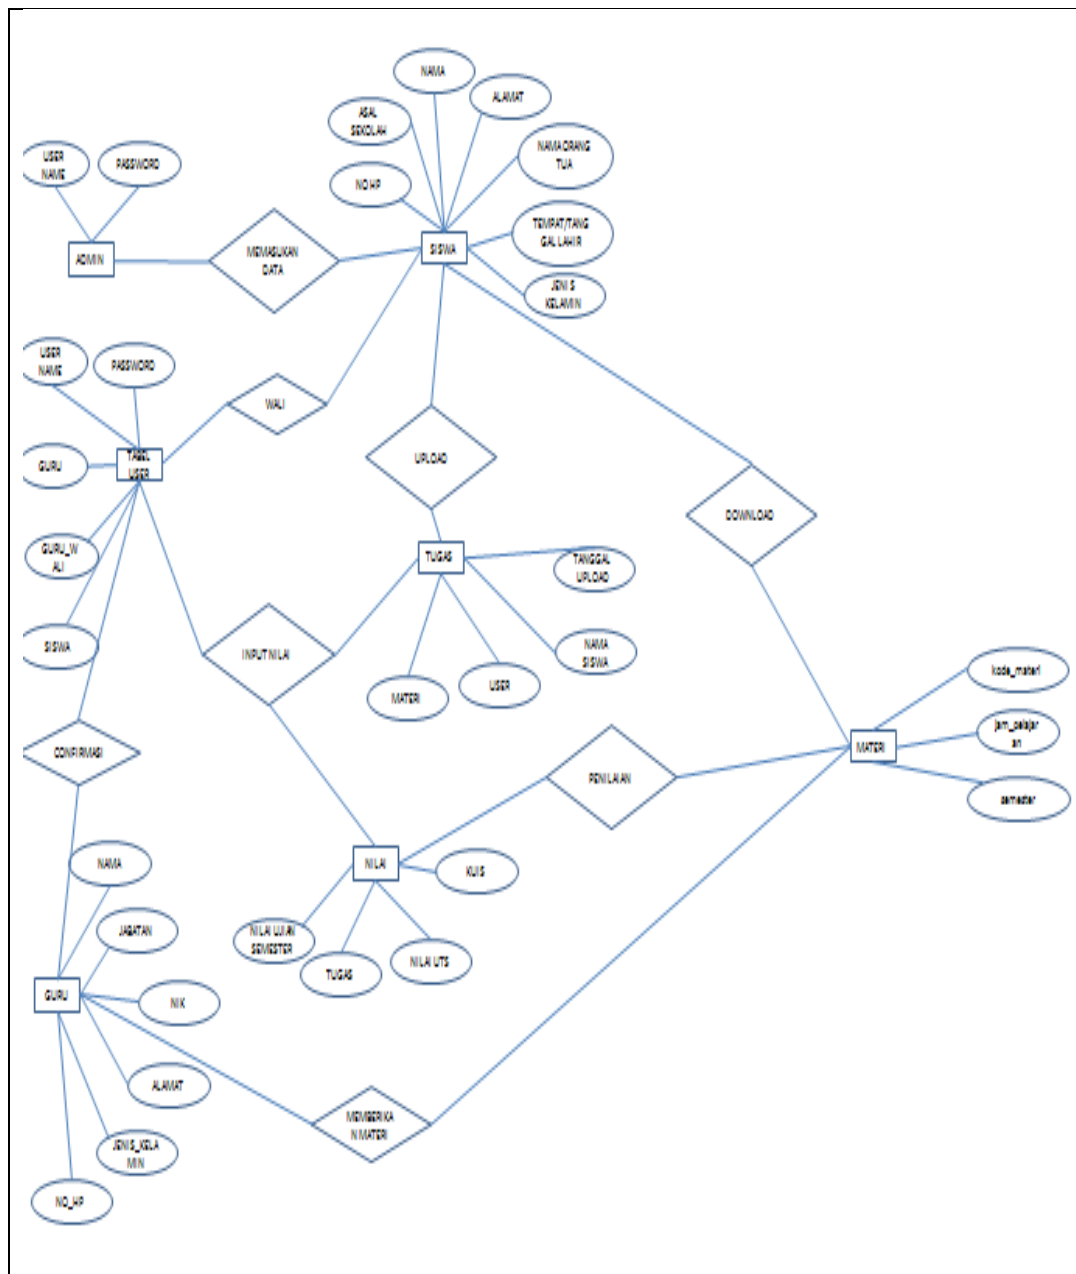 NAMA
ALAMAT
ASAL
SEKOLAH
NAMA ORANG
TUA
USER
NAME
PASSWORD
NO HP
TEMPAT/TANG
GAL LAHIR
ADMIN
MEMASUKAN
DATA
SISWA
JENIS
KELAMIN
USER
NAME
PASSWORD
WALI
GURU
TABEL
USER
UPLOAD
DOWNLOAD
GURU_W
ALI
TUGAS
TANGGAL
UPLOAD
SISWA
INPUT NILAI
NAMA
SISWA
MATERI
USER
kode_materi
jam_pelajar
an
CONFIRMASI
PENILAIAN
MATERI
semester
NAMA
NILAI
KUIS
JABATAN
NILAI UJIAN
SEMESTER
TUGAS
NILAI UTS
GURU
NIK
ALAMAT
MEMBERIKA
N MATERI
JENIS_KELA
MIN
NO_HP